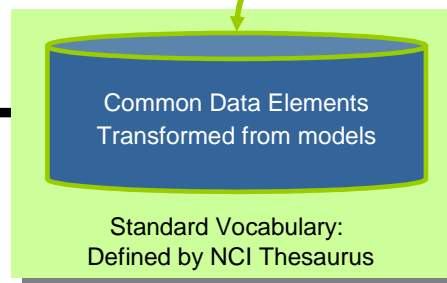 Common Data Elements
Transformed from models
Standard Vocabulary:
Defined by NCI Thesaurus